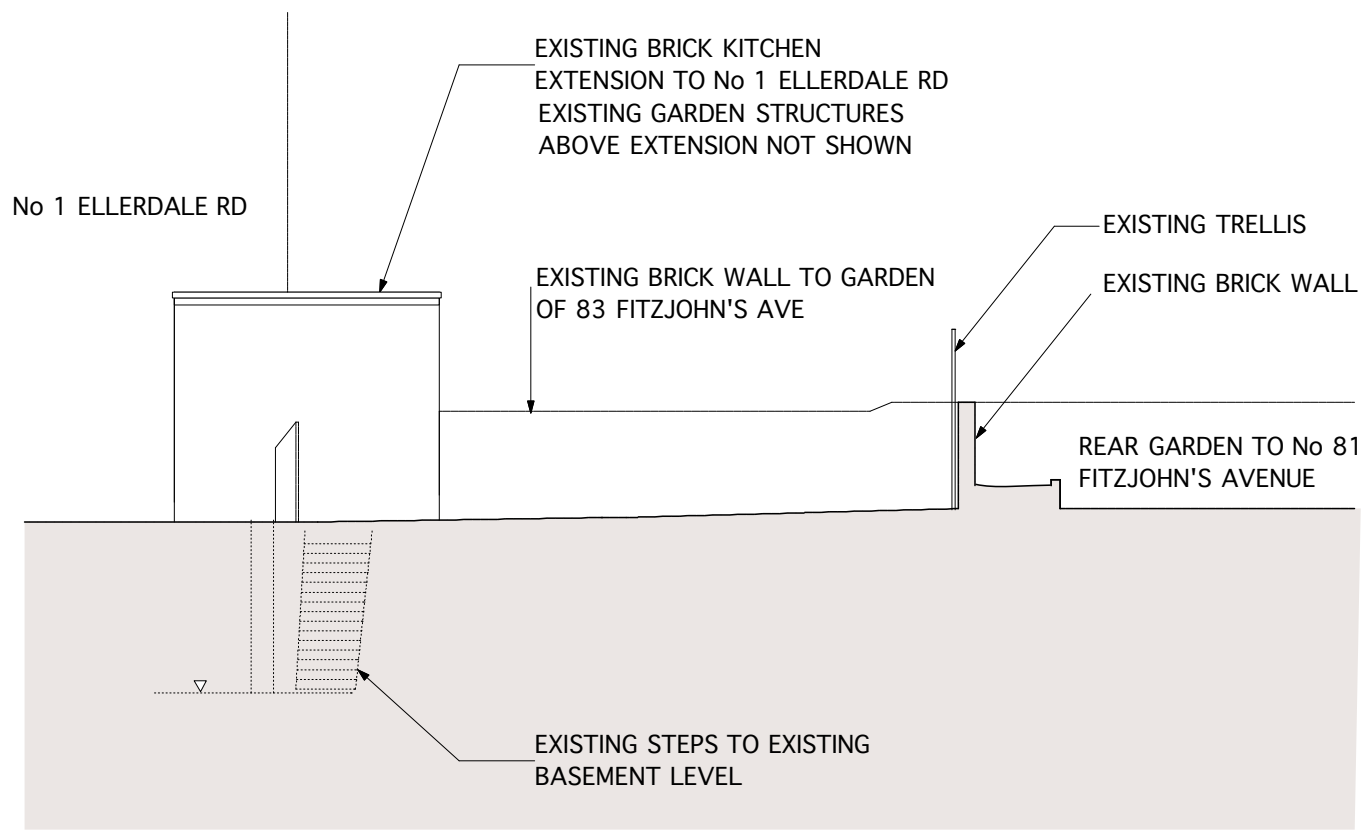 EXISTING BRICK KITCHEN
EXTENSION TO No 1 ELLERDALE RD
EXISTING GARDEN STRUCTURES
ABOVE EXTENSION NOT SHOWN
No 1 ELLERDALE RD
EXISTING TRELLIS
EXISTING BRICK WALL TO GARDEN
OF 83 FITZJOHN'S AVE
EXISTING BRICK WALL
REAR GARDEN TO No 81
FITZJOHN'S AVENUE
EXISTING STEPS TO EXISTING
BASEMENT LEVEL